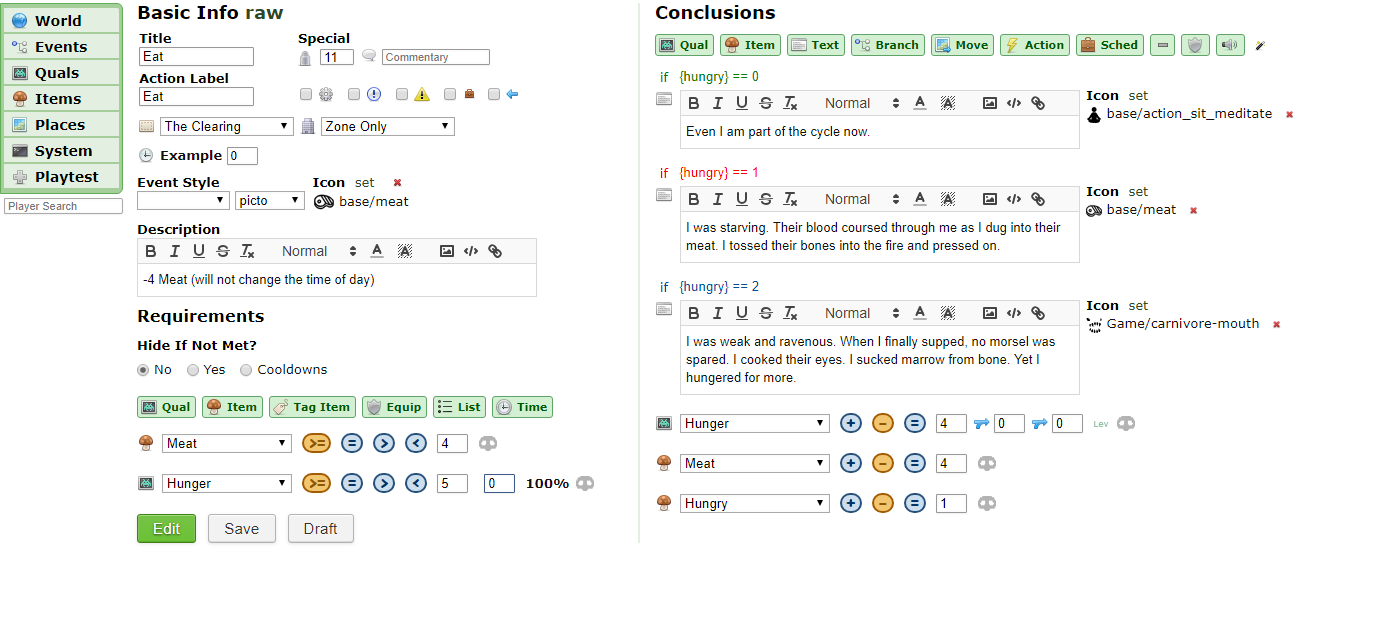 World
Events
Quals
Items
Places
System
Playtest
Player Search
Basic Info raw
Title
Special
Eat
11
Commentary
Action Label
Eat
The Clearing
Zone Only
Example
0
Event Style
Icon set
picto
base/meat
Description
B I U S Tx Normal A A
-4 Meat (will not change the time of day)
Requirements
Hide If Not Met?
No Yes Cooldowns
Qual Item Tag Item Equip List Time
Meat >= = > < 4
Hunger >= = > < 5 0 100%
Edit Save Draft
Conclusions
Qual Item Text Branch Move Action Sched
if {hungry} == 0
B I U S Tx Normal A A
Icon set
base/action_sit_meditate
Even I am part of the cycle now.
if {hungry} == 1
B I U S Tx Normal A A
Icon set
base/meat
I was starving. Their blood coursed through me as I dug into their
meat. I tossed their bones into the fire and pressed on.
if {hungry} == 2
B I U S Tx Normal A A
Icon set
Game/carnivore-mouth
I was weak and ravenous. When I finally supped, no morsel was
spared. I cooked their eyes. I sucked marrow from bone. Yet I
hungered for more.
Hunger + − = 4 0 0 Lev
Meat + − = 4
Hungry + − = 1